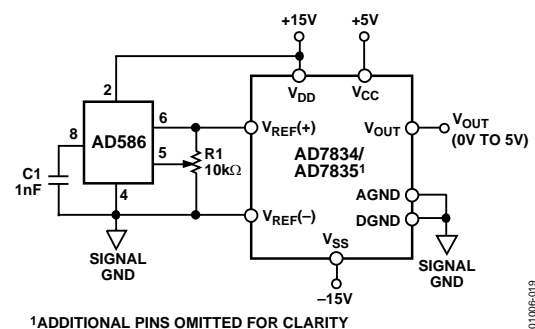 +15V
+5V
2
VDD
VCC
6
VREF(+)
VOUT
VOUT
(0V TO 5V)
8
AD586
5
R1
10kΩ
AD7834/
AD7835¹
C1
1nF
4
AGND
VREF(–)
DGND
SIGNAL
GND
VSS
SIGNAL
GND
–15V
¹ADDITIONAL PINS OMITTED FOR CLARITY
01006-019